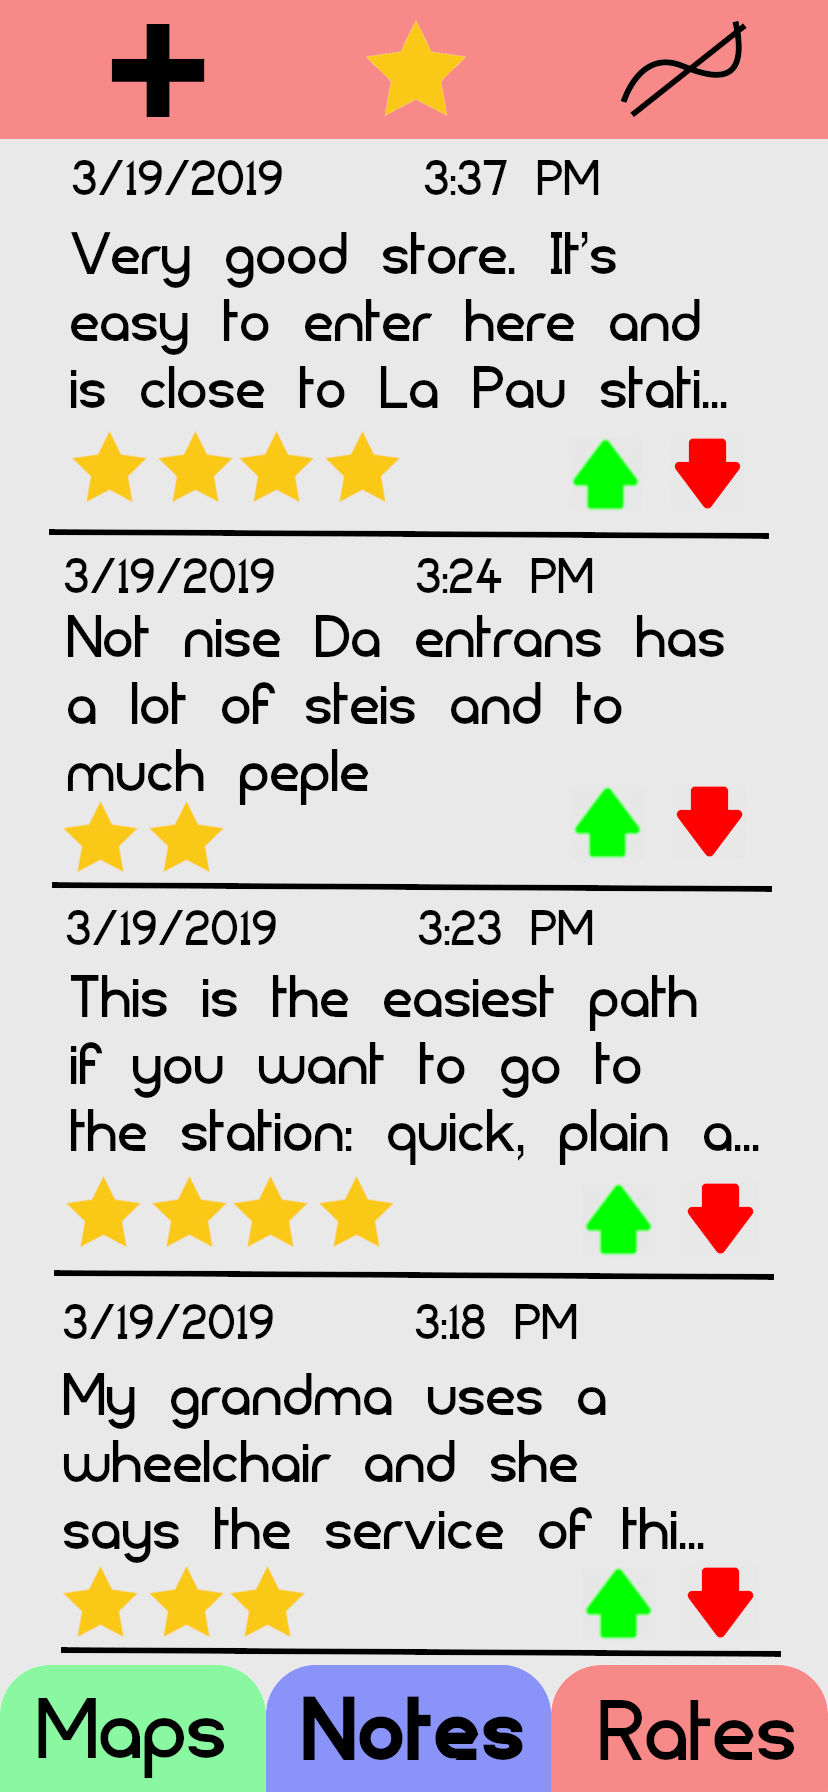 3/19/2019 3:37 PM
Very good store. It's
easy to enter here and
is close to La Pau stati...
3/19/2019 3:24 PM
Not nise Da entrans has
a lot of steis and to
much peple
3/19/2019 3:23 PM
This is the easiest path
if you want to go to
the station: quick, plain a...
3/19/2019 3:18 PM
My grandma uses a
wheelchair and she
says the service of thi...
Maps Notes Rates